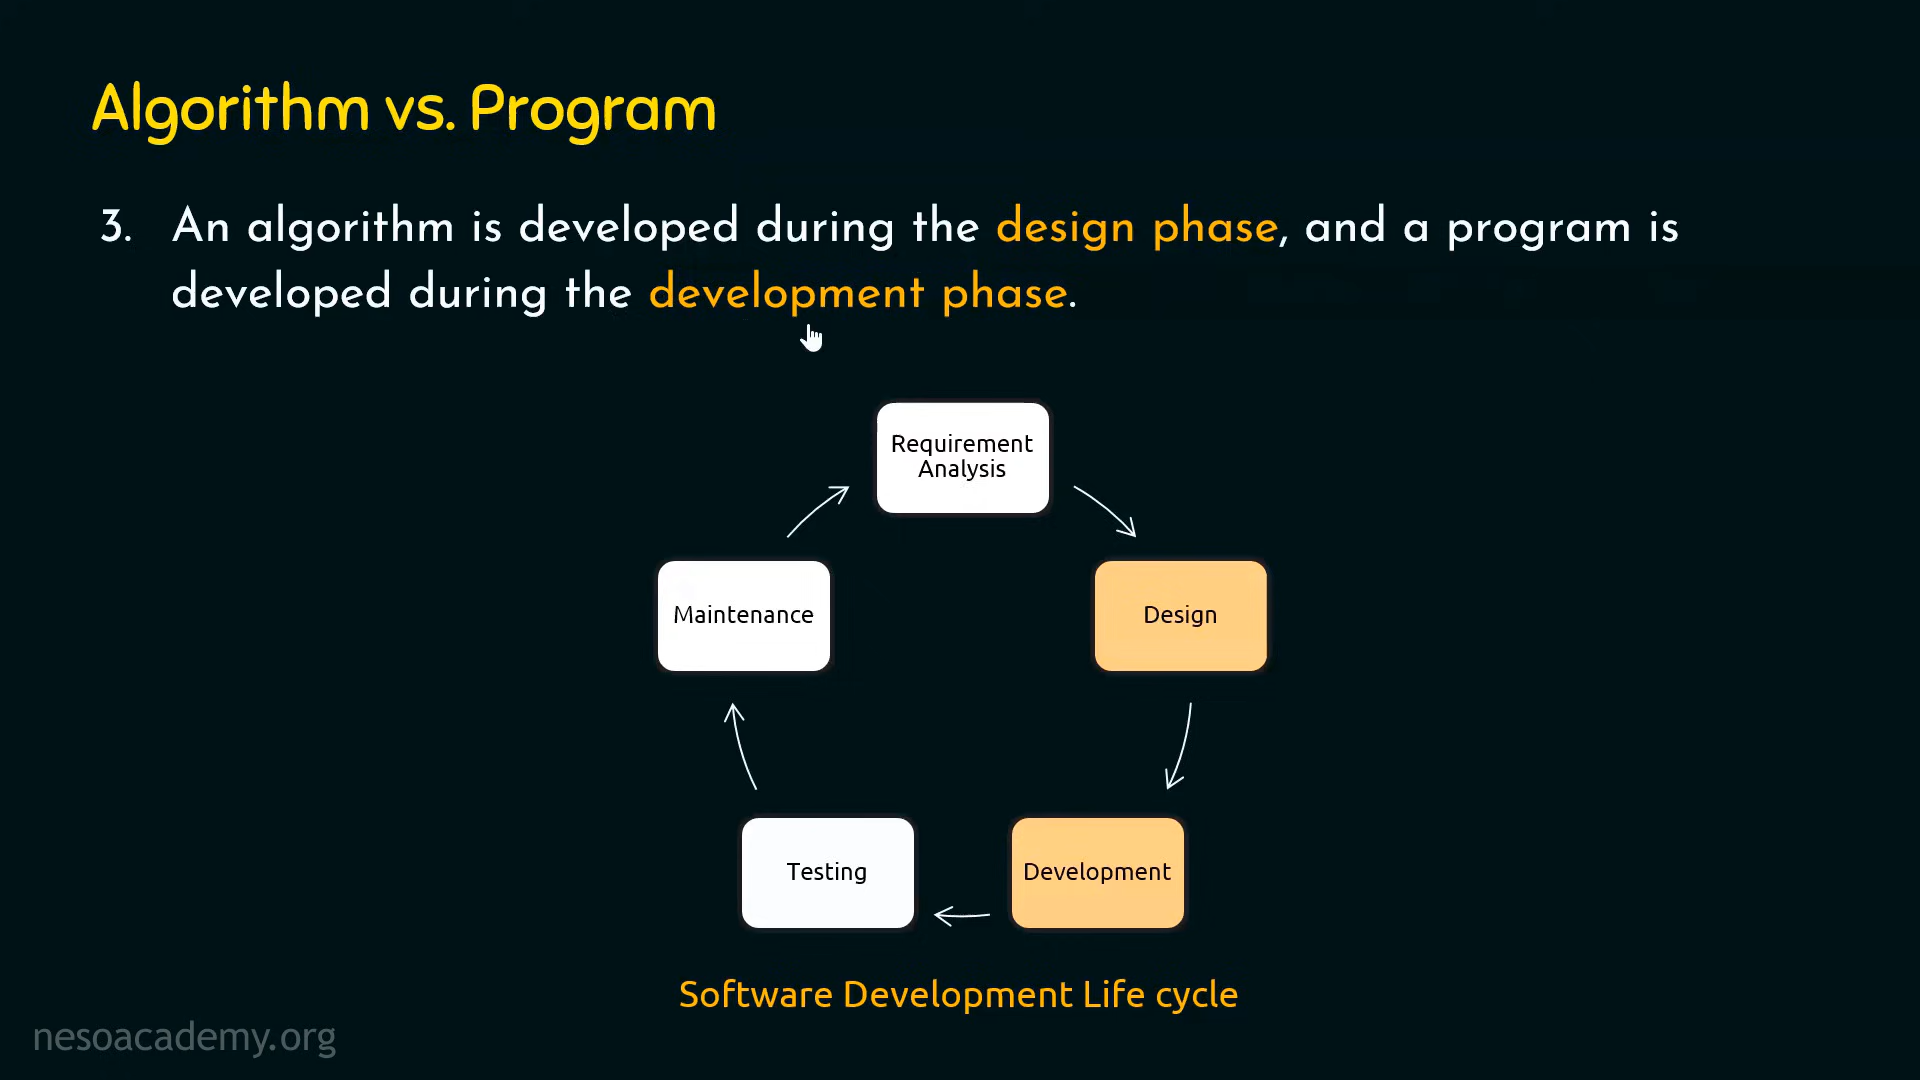 Algorithm vs. Program
3. An algorithm is developed during the design phase, and a program is
developed during the development phase.
Requirement
Analysis
Maintenance
Design
Testing
Development
Software Development Life cycle
nesoacademy.org